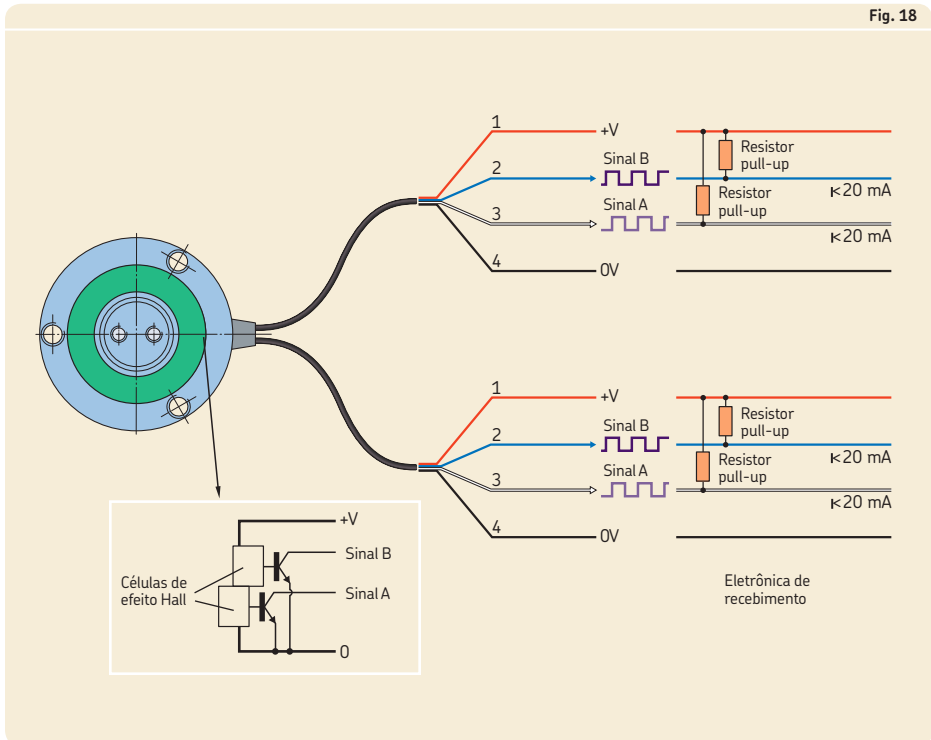 Fig. 18
1
+V
Sinal B
Resistor
pull-up
2
I<20 mA
Sinal A
Resistor
pull-up
3
I<20 mA
4
0V
1
+V
Sinal B
Resistor
pull-up
2
I<20 mA
Sinal A
Resistor
pull-up
3
I<20 mA
4
0V
Eletrônica de
recebimento
+V
Sinal B
Células de
efeito Hall
Sinal A
0